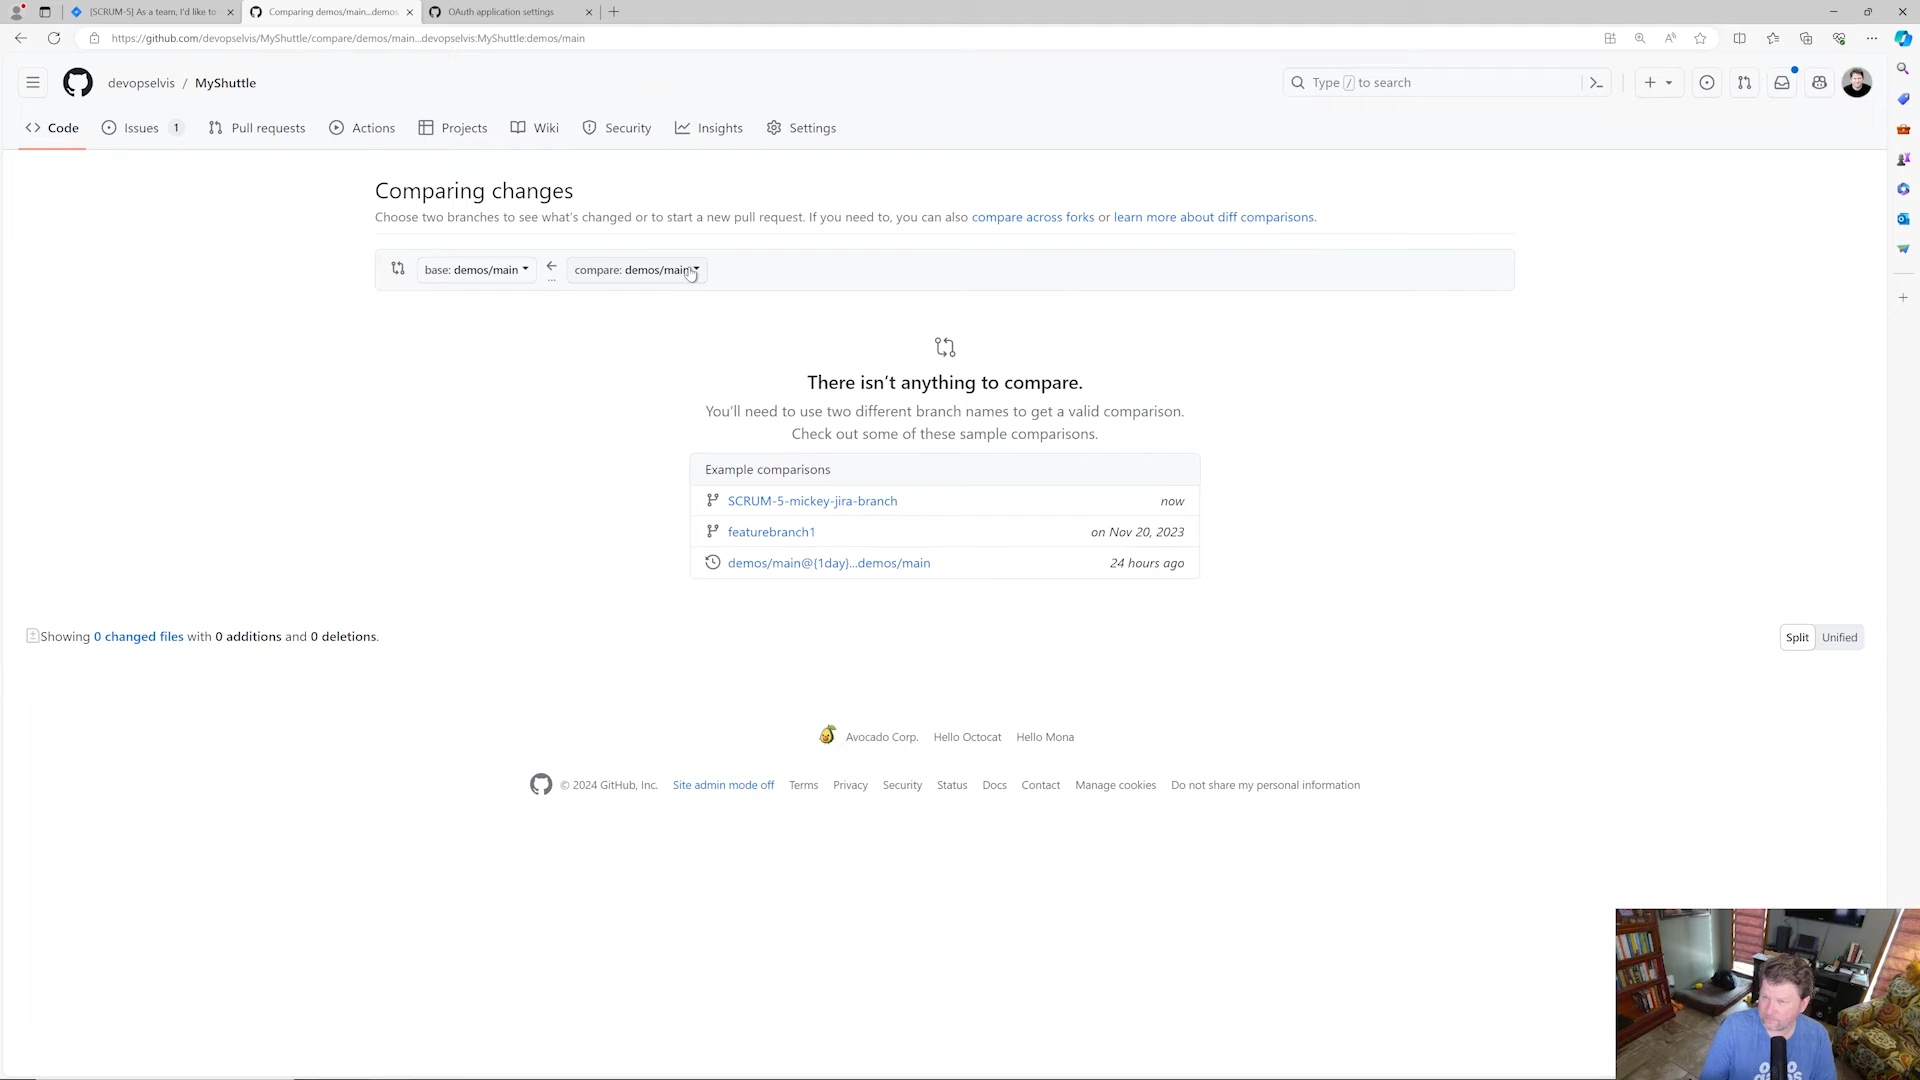 [SCRUM-5] As a team, I'd like to
Comparing demos/main...demos
OAuth application settings
https://github.com/devopselvis/MyShuttle/compare/demos/main...devopselvis:MyShuttle:demos/main
devopselvis / MyShuttle
Type / to search
Code
Issues 1
Pull requests
Actions
Projects
Wiki
Security
Insights
Settings
Comparing changes
Choose two branches to see what's changed or to start a new pull request. If you need to, you can also compare across forks or learn more about diff comparisons.
base: demos/main
...
compare: demos/main
There isn't anything to compare.
You'll need to use two different branch names to get a valid comparison.
Check out some of these sample comparisons.
Example comparisons
SCRUM-5-mickey-jira-branch now
featurebranch1 on Nov 20, 2023
demos/main@{1day}...demos/main 24 hours ago
Showing 0 changed files with 0 additions and 0 deletions.
Split Unified
Avocado Corp. Hello Octocat Hello Mona
© 2024 GitHub, Inc. Site admin mode off Terms Privacy Security Status Docs Contact Manage cookies Do not share my personal information